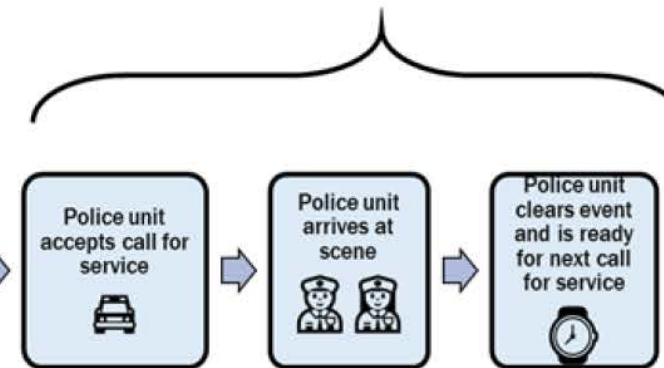 Police unit
accepts call for
service
Police unit
arrives at
scene
Police unit
clears event
and is ready
for next call
for service